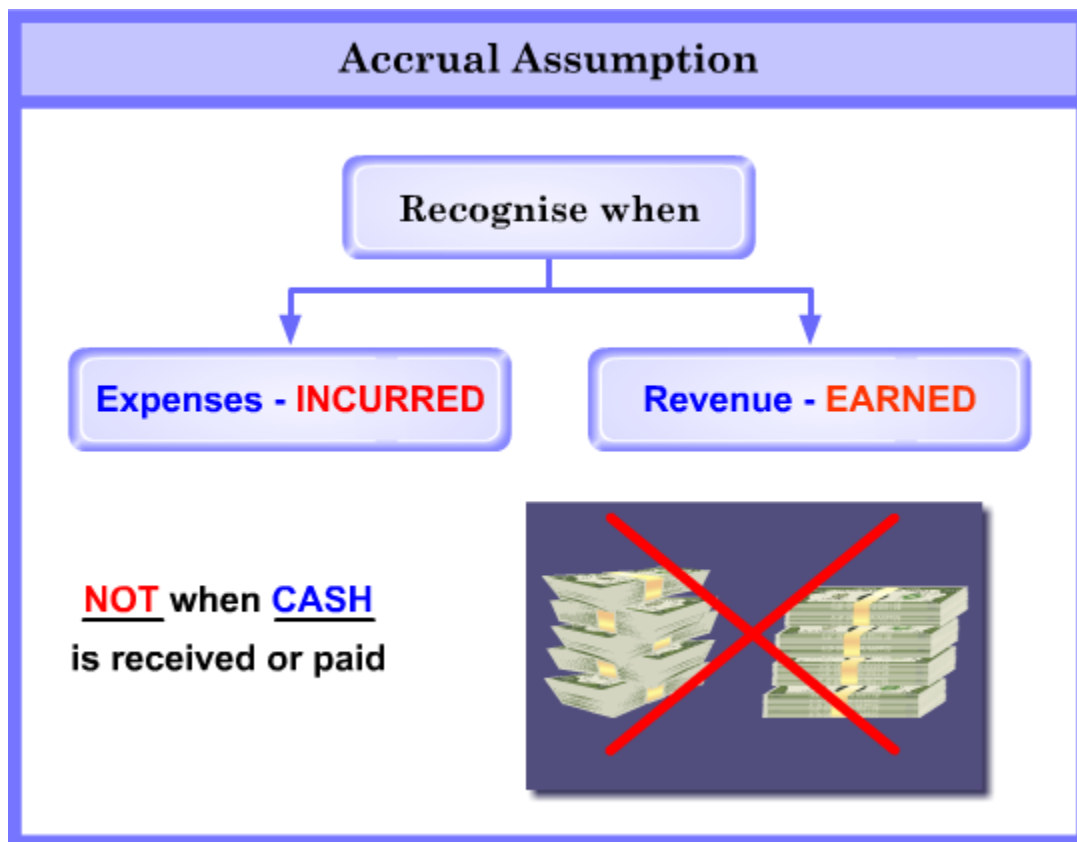 Accrual Assumption
Recognise when
Expenses - INCURRED
Revenue - EARNED
NOT when CASH
is received or paid